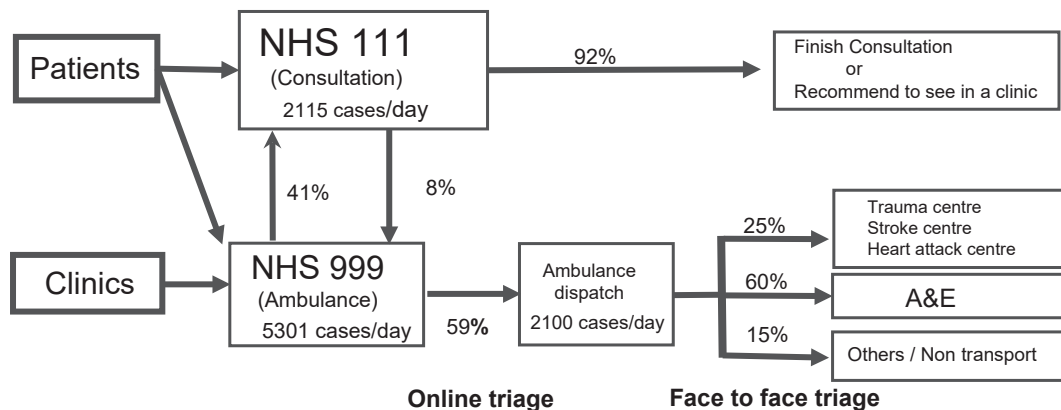 Patients
NHS 111
(Consultation)
2115 cases/day
92%
Finish Consultation
or
Recommend to see in a clinic
41%
8%
Clinics
NHS 999
(Ambulance)
5301 cases/day
59%
Ambulance
dispatch
2100 cases/day
25%
Trauma centre
Stroke centre
Heart attack centre
60%
A&E
15%
Others / Non transport
Online triage
Face to face triage